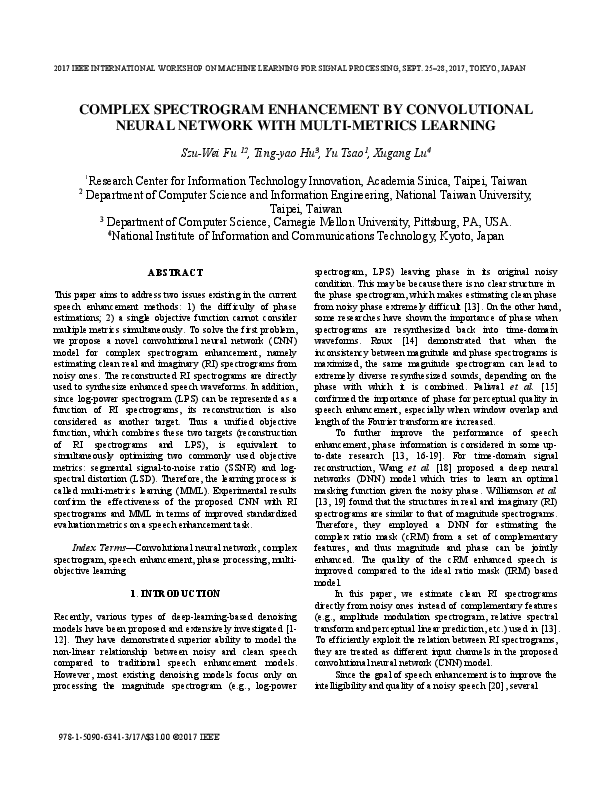 2017 IEEE INTERNATIONAL WORKSHOP ON MACHINE LEARNING FOR SIGNAL PROCESSING, SEPT. 25–28, 2017, TOKYO, JAPAN
COMPLEX SPECTROGRAM ENHANCEMENT BY CONVOLUTIONAL
NEURAL NETWORK WITH MULTI-METRICS LEARNING
Szu-Wei Fu 12, Ting-yao Hu3, Yu Tsao1, Xugang Lu4
1Research Center for Information Technology Innovation, Academia Sinica, Taipei, Taiwan
2 Department of Computer Science and Information Engineering, National Taiwan University,
Taipei, Taiwan
3 Department of Computer Science, Carnegie Mellon University, Pittsburg, PA, USA.
4National Institute of Information and Communications Technology, Kyoto, Japan
ABSTRACT
This paper aims to address two issues existing in the current
speech enhancement methods: 1) the difficulty of phase
estimations; 2) a single objective function cannot consider
multiple metrics simultaneously. To solve the first problem,
we propose a novel convolutional neural network (CNN)
model for complex spectrogram enhancement, namely
estimating clean real and imaginary (RI) spectrograms from
noisy ones. The reconstructed RI spectrograms are directly
used to synthesize enhanced speech waveforms. In addition,
since log-power spectrogram (LPS) can be represented as a
function of RI spectrograms, its reconstruction is also
considered as another target. Thus a unified objective
function, which combines these two targets (reconstruction
of RI spectrograms and LPS), is equivalent to
simultaneously optimizing two commonly used objective
metrics: segmental signal-to-noise ratio (SSNR) and log-
spectral distortion (LSD). Therefore, the learning process is
called multi-metrics learning (MML). Experimental results
confirm the effectiveness of the proposed CNN with RI
spectrograms and MML in terms of improved standardized
evaluation metrics on a speech enhancement task.
Index Terms—Convolutional neural network, complex
spectrogram, speech enhancement, phase processing, multi-
objective learning
1. INTRODUCTION
Recently, various types of deep-learning-based denoising
models have been proposed and extensively investigated [1-
12]. They have demonstrated superior ability to model the
non-linear relationship between noisy and clean speech
compared to traditional speech enhancement models.
However, most existing denoising models focus only on
processing the magnitude spectrogram (e.g., log-power
spectrogram, LPS) leaving phase in its original noisy
condition. This may be because there is no clear structure in
the phase spectrogram, which makes estimating clean phase
from noisy phase extremely difficult [13]. On the other hand,
some researches have shown the importance of phase when
spectrograms are resynthesized back into time-domain
waveforms. Roux [14] demonstrated that when the
inconsistency between magnitude and phase spectrograms is
maximized, the same magnitude spectrogram can lead to
extremely diverse resynthesized sounds, depending on the
phase with which it is combined. Paliwal et al. [15]
confirmed the importance of phase for perceptual quality in
speech enhancement, especially when window overlap and
length of the Fourier transform are increased.
To further improve the performance of speech
enhancement, phase information is considered in some up-
to-date research [13, 16-19]. For time-domain signal
reconstruction, Wang et al. [18] proposed a deep neural
networks (DNN) model which tries to learn an optimal
masking function given the noisy phase. Williamson et al.
[13, 19] found that the structures in real and imaginary (RI)
spectrograms are similar to that of magnitude spectrograms.
Therefore, they employed a DNN for estimating the
complex ratio mask (cRM) from a set of complementary
features, and thus magnitude and phase can be jointly
enhanced. The quality of the cRM enhanced speech is
improved compared to the ideal ratio mask (IRM) based
model.
In this paper, we estimate clean RI spectrograms
directly from noisy ones instead of complementary features
(e.g., amplitude modulation spectrogram, relative spectral
transform and perceptual linear prediction, etc.) used in [13].
To efficiently exploit the relation between RI spectrograms,
they are treated as different input channels in the proposed
convolutional neural network (CNN) model.
Since the goal of speech enhancement is to improve the
intelligibility and quality of a noisy speech [20], several
978-1-5090-6341-3/17/$31.00 ©2017 IEEE